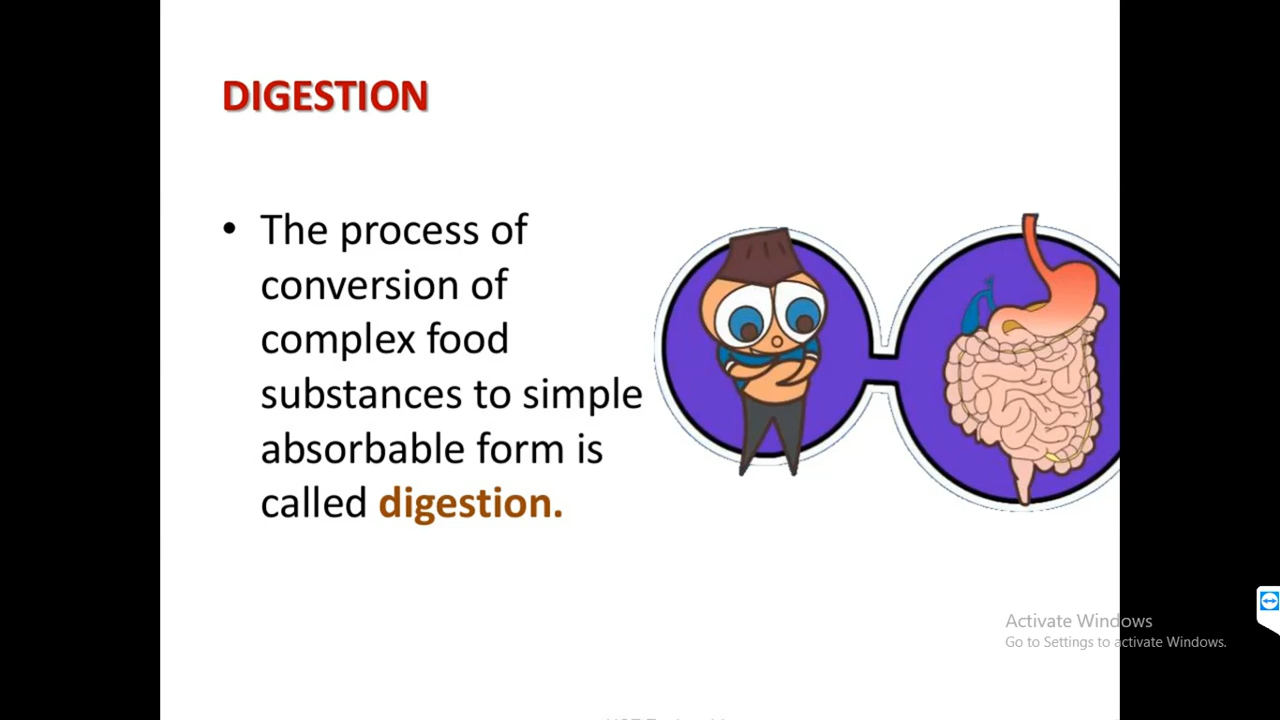 DIGESTION
• The process of
conversion of
complex food
substances to simple
absorbable form is
called digestion.
Activate Windows
Go to Settings to activate Windows.